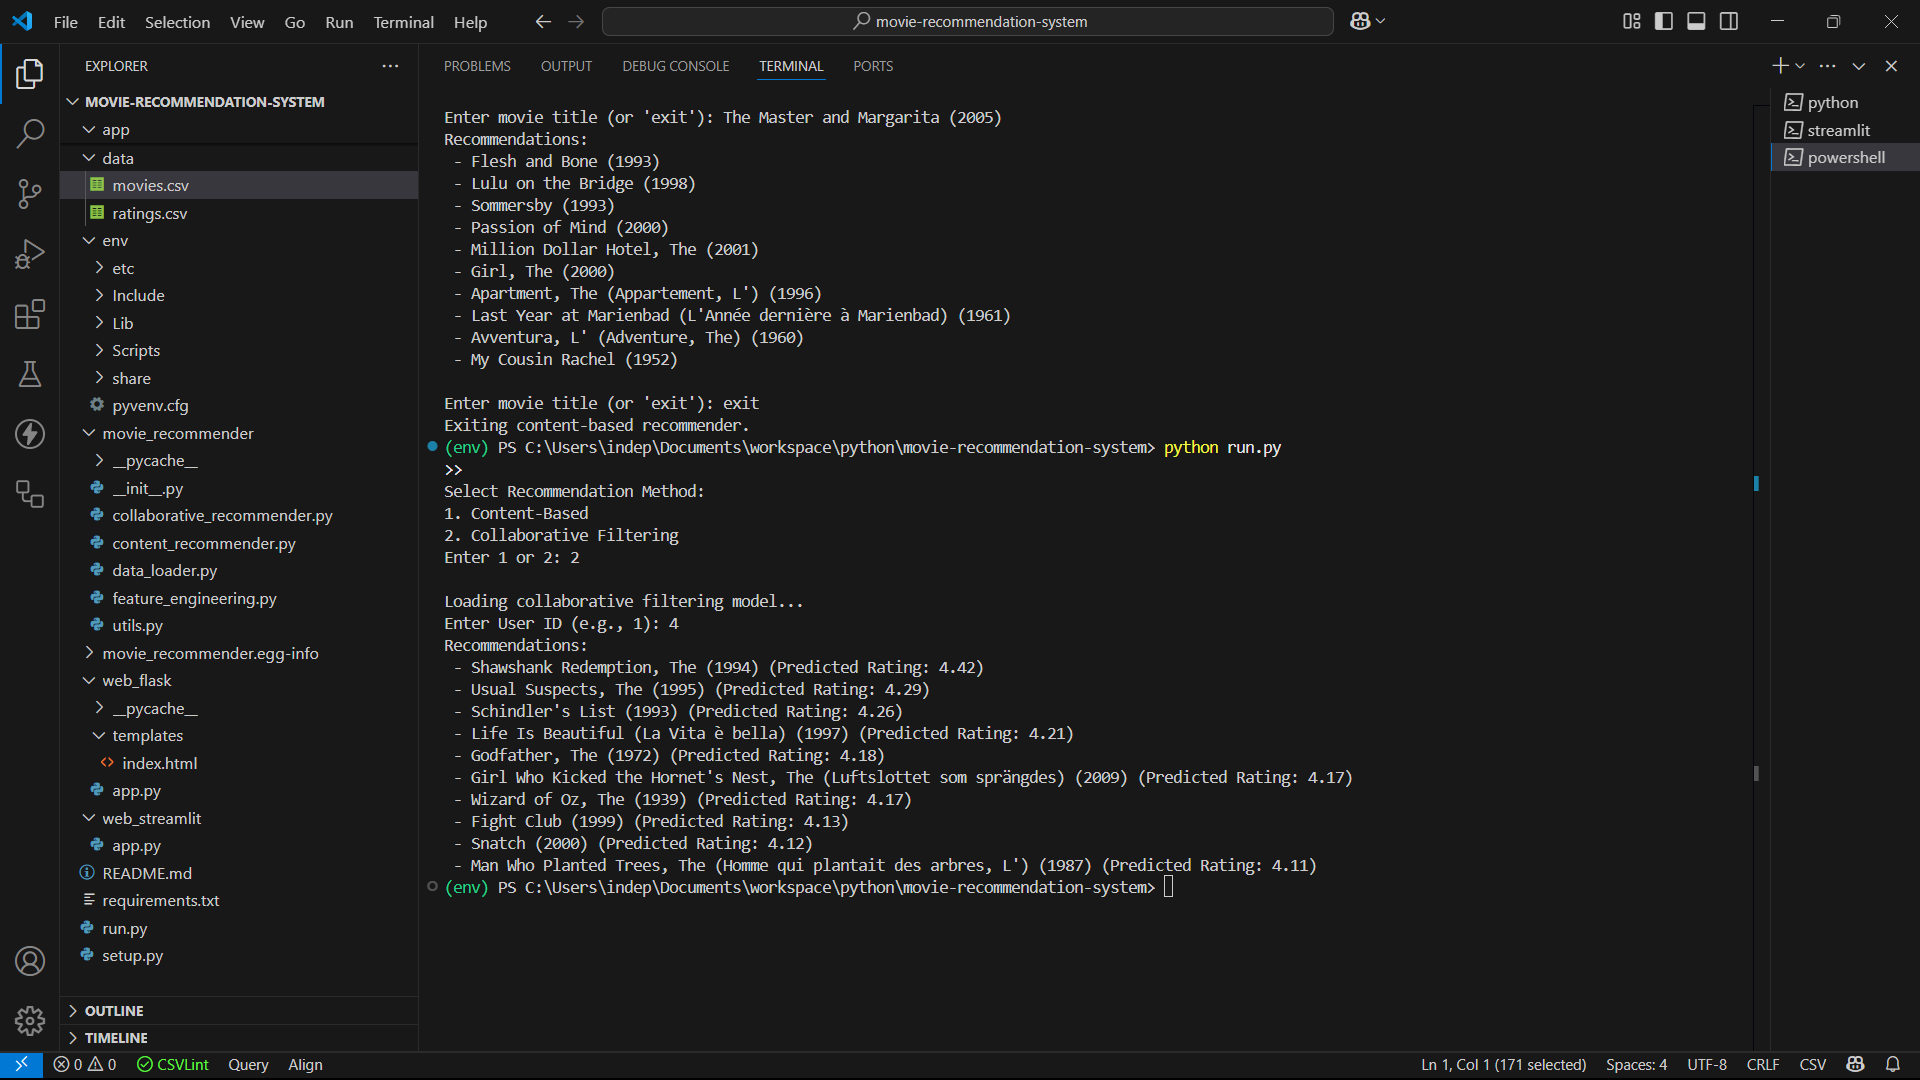 File Edit Selection View Go Run Terminal Help
movie-recommendation-system
EXPLORER
MOVIE-RECOMMENDATION-SYSTEM
app
data
movies.csv
ratings.csv
env
etc
Include
Lib
Scripts
share
pyvenv.cfg
movie_recommender
__pycache__
__init__.py
collaborative_recommender.py
content_recommender.py
data_loader.py
feature_engineering.py
utils.py
movie_recommender.egg-info
web_flask
__pycache__
templates
index.html
app.py
web_streamlit
app.py
README.md
requirements.txt
run.py
setup.py
OUTLINE
TIMELINE
PROBLEMS OUTPUT DEBUG CONSOLE TERMINAL PORTS
Enter movie title (or 'exit'): The Master and Margarita (2005)
Recommendations:
- Flesh and Bone (1993)
- Lulu on the Bridge (1998)
- Sommersby (1993)
- Passion of Mind (2000)
- Million Dollar Hotel, The (2001)
- Girl, The (2000)
- Apartment, The (Appartement, L') (1996)
- Last Year at Marienbad (L'Année dernière à Marienbad) (1961)
- Avventura, L' (Adventure, The) (1960)
- My Cousin Rachel (1952)
Enter movie title (or 'exit'): exit
Exiting content-based recommender.
(env) PS C:\Users\indep\Documents\workspace\python\movie-recommendation-system> python run.py
>>
Select Recommendation Method:
1. Content-Based
2. Collaborative Filtering
Enter 1 or 2: 2
Loading collaborative filtering model...
Enter User ID (e.g., 1): 4
Recommendations:
- Shawshank Redemption, The (1994) (Predicted Rating: 4.42)
- Usual Suspects, The (1995) (Predicted Rating: 4.29)
- Schindler's List (1993) (Predicted Rating: 4.26)
- Life Is Beautiful (La Vita è bella) (1997) (Predicted Rating: 4.21)
- Godfather, The (1972) (Predicted Rating: 4.18)
- Girl Who Kicked the Hornet's Nest, The (Luftslottet som sprängdes) (2009) (Predicted Rating: 4.17)
- Wizard of Oz, The (1939) (Predicted Rating: 4.17)
- Fight Club (1999) (Predicted Rating: 4.13)
- Snatch (2000) (Predicted Rating: 4.12)
- Man Who Planted Trees, The (Homme qui plantait des arbres, L') (1987) (Predicted Rating: 4.11)
(env) PS C:\Users\indep\Documents\workspace\python\movie-recommendation-system>
python
streamlit
powershell
0 0 CSVLint Query Align
Ln 1, Col 1 (171 selected) Spaces: 4 UTF-8 CRLF CSV